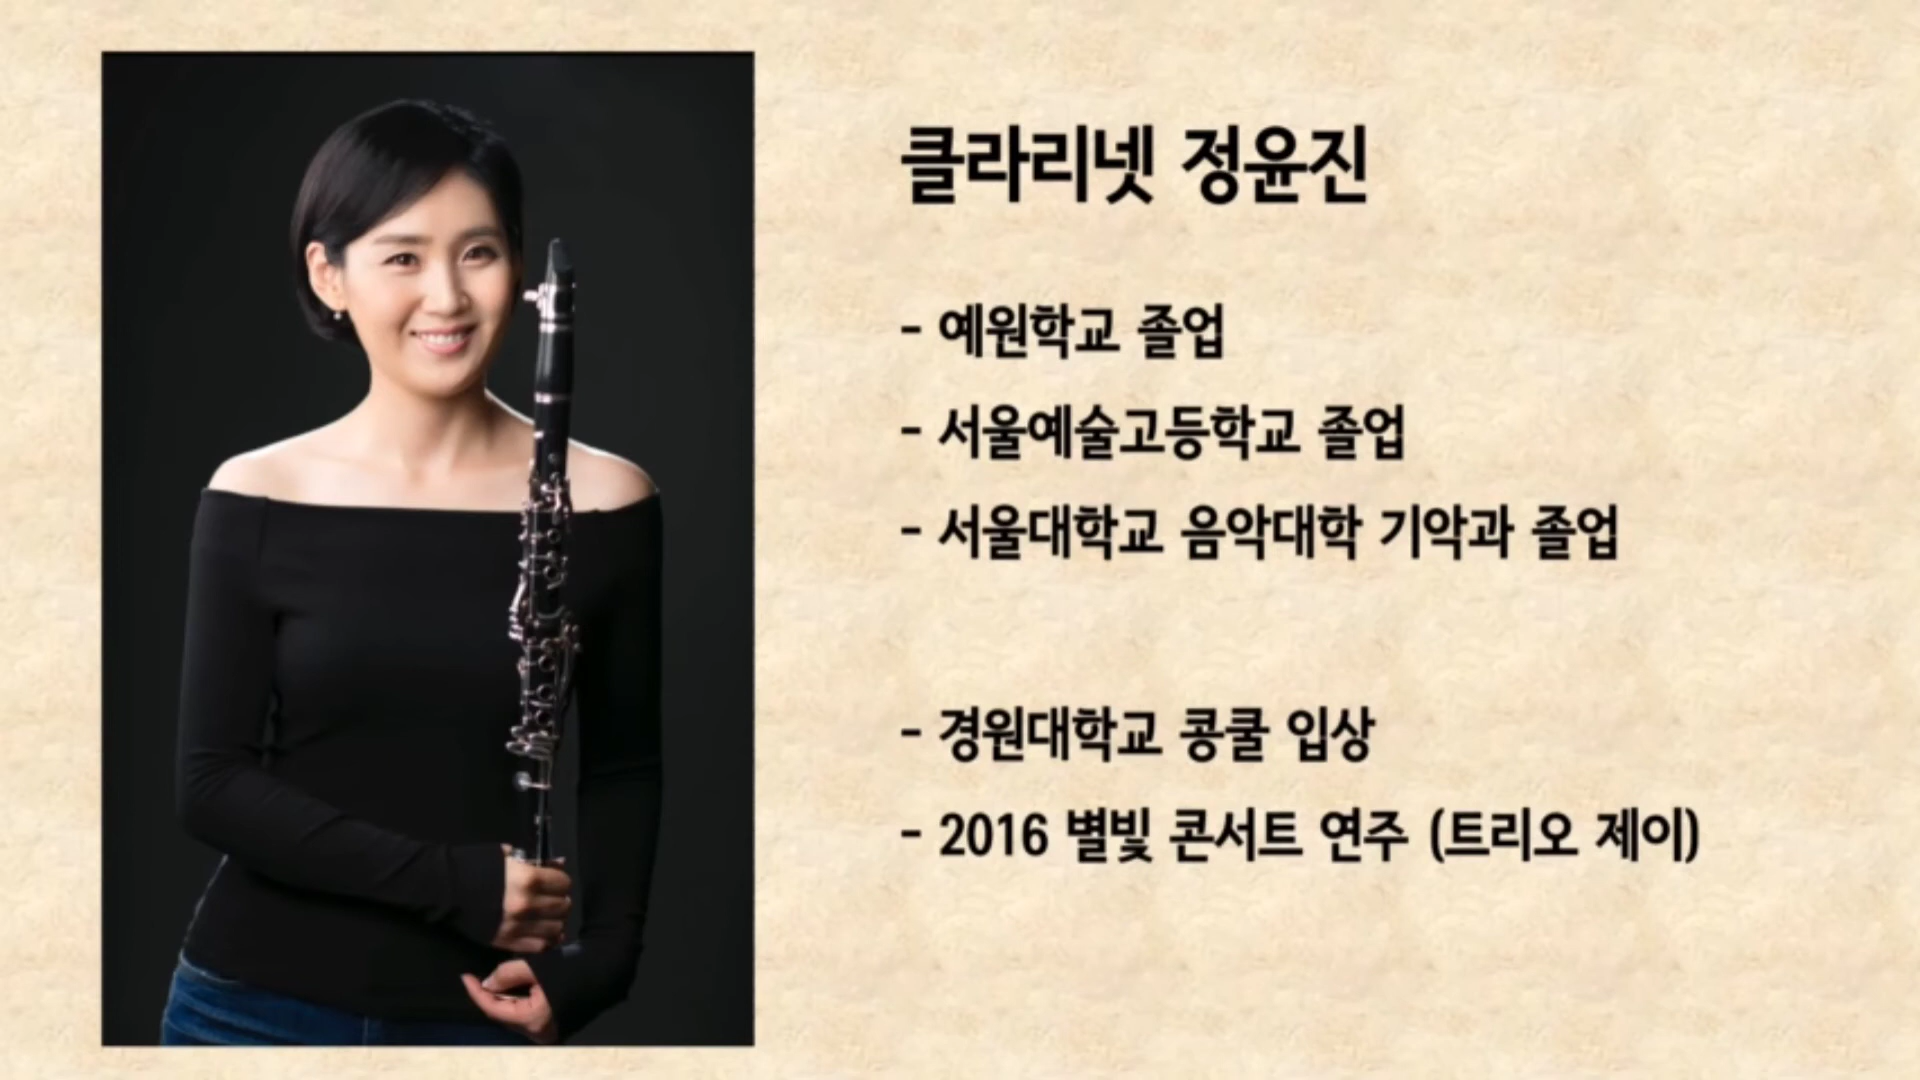 클라리넷 정윤진
- 예원학교 졸업
- 서울예술고등학교 졸업
- 서울대학교 음악대학 기악과 졸업
- 경원대학교 콩쿨 입상
- 2016 별빛 콘서트 연주 (트리오 제이)